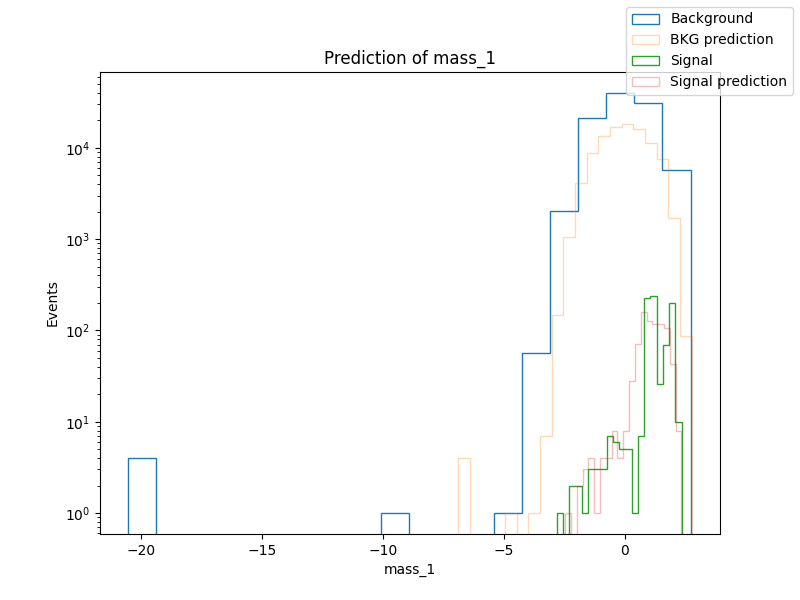 Prediction of mass_1
Background
BKG prediction
Signal
Signal prediction
Events
10^4
10^3
10^2
10^1
10^0
−20 −15 −10 −5 0
mass_1